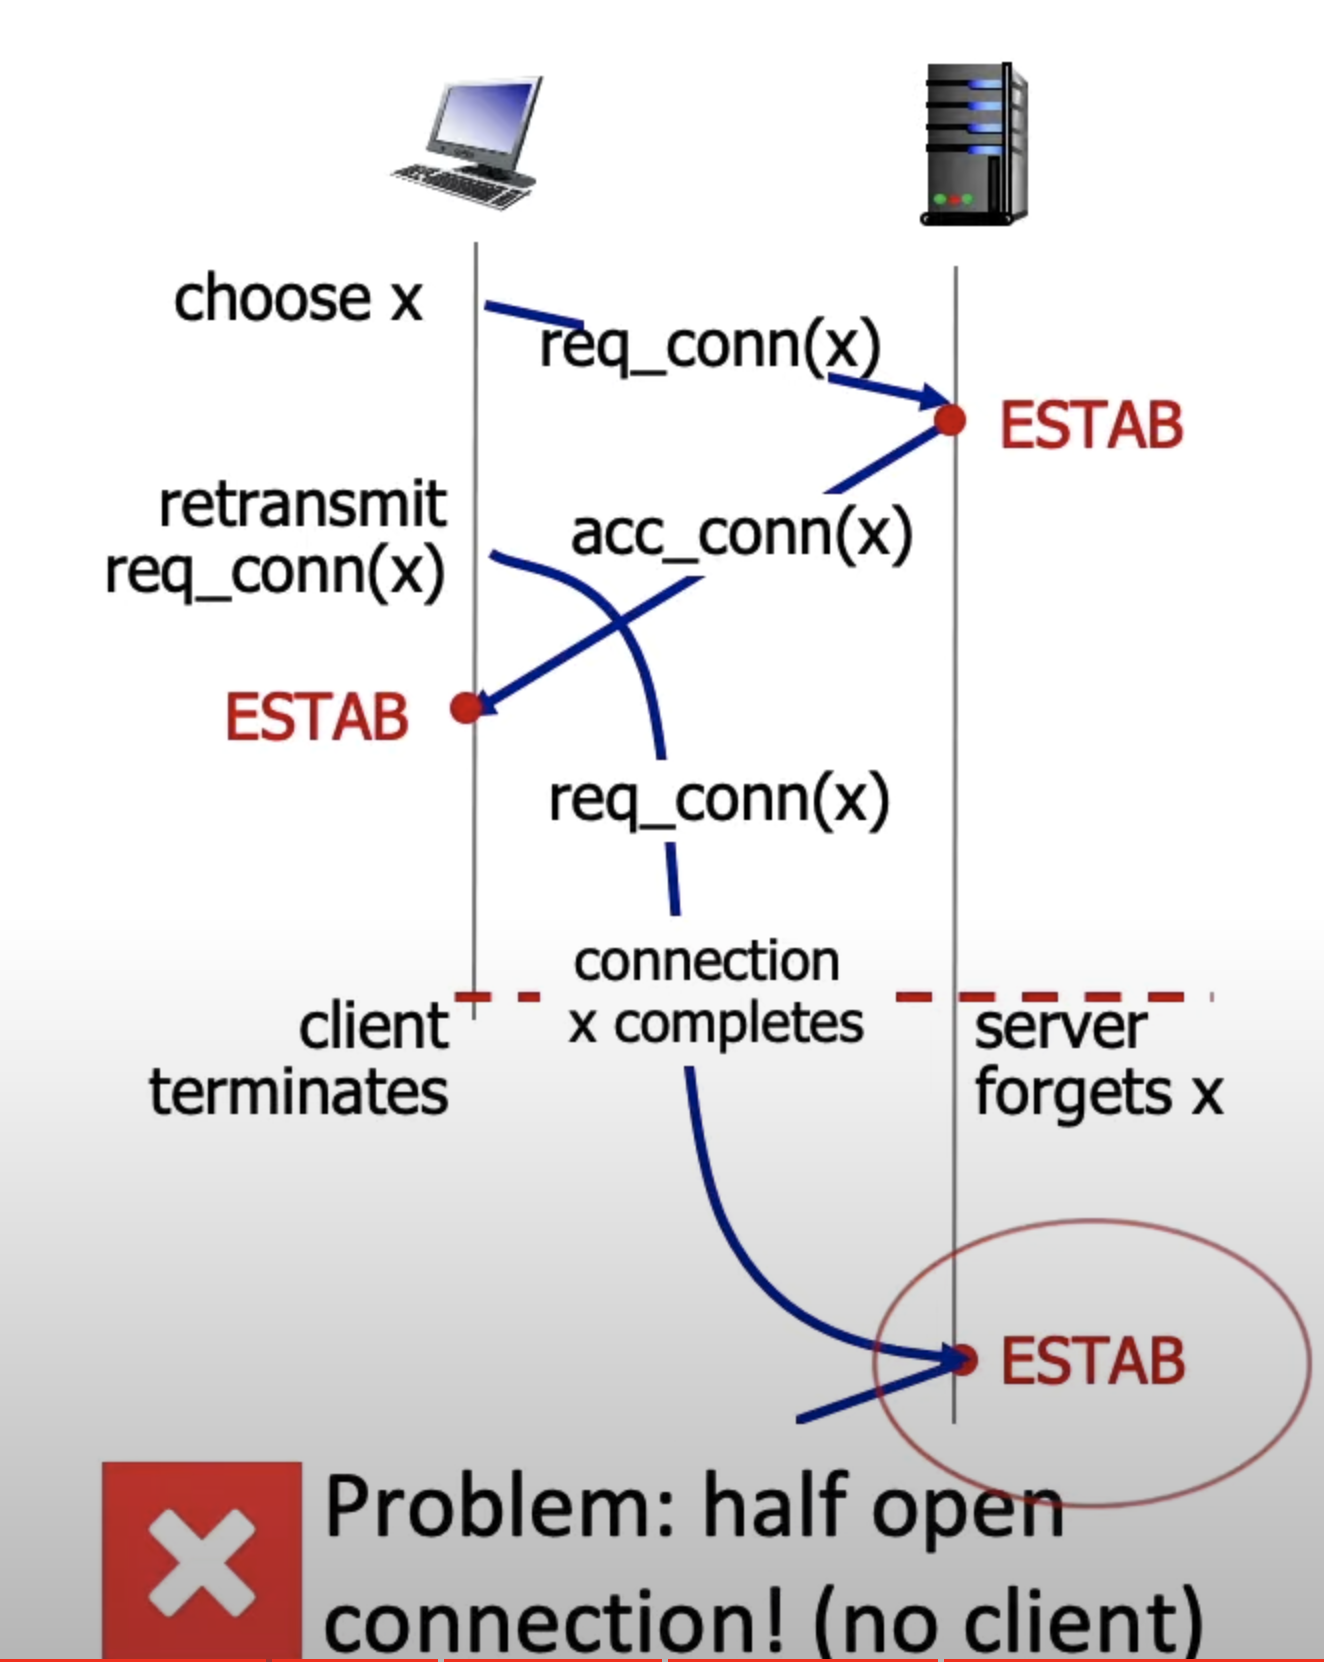 choose x
req_conn(x)
ESTAB
retransmit
req_conn(x)
acc_conn(x)
ESTAB
req_conn(x)
connection
x completes
client
terminates
server
forgets x
ESTAB
Problem: half open
connection! (no client)